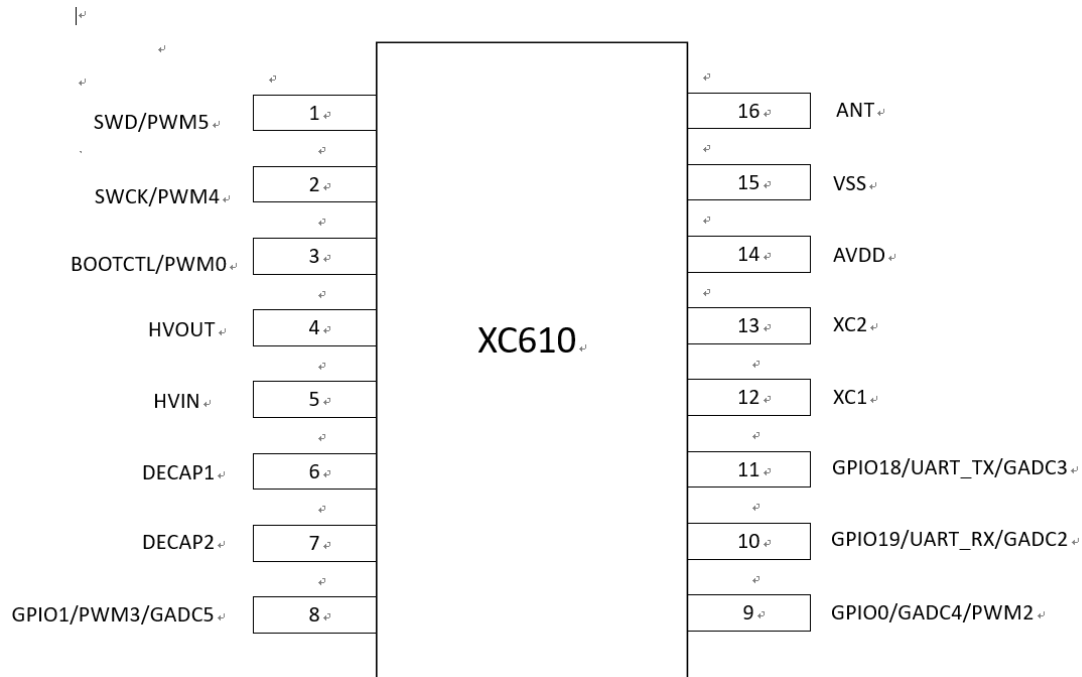 SWD/PWM5 1
SWCK/PWM4 2
BOOTCTL/PWM0 3
HVOUT 4
HVIN 5
DECAP1 6
DECAP2 7
GPIO1/PWM3/GADC5 8
XC610
16 ANT
15 VSS
14 AVDD
13 XC2
12 XC1
11 GPIO18/UART_TX/GADC3
10 GPIO19/UART_RX/GADC2
9 GPIO0/GADC4/PWM2